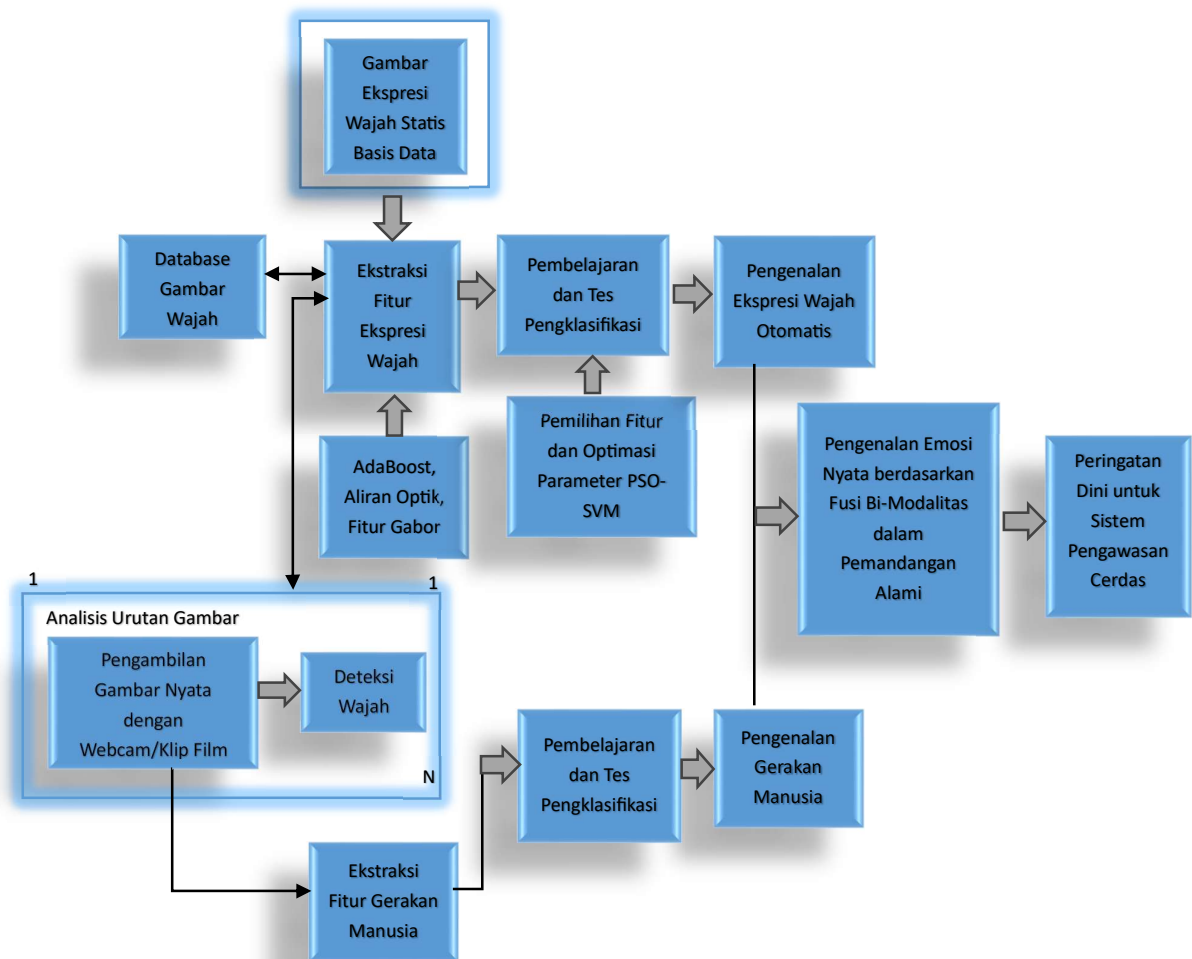 Gambar
Ekspresi
Wajah Statis
Basis Data
Database
Gambar
Wajah
Ekstraksi
Fitur
Ekspresi
Wajah
Pembelajaran
dan Tes
Pengklasifikasi
Pengenalan
Ekspresi Wajah
Otomatis
AdaBoost,
Aliran Optik,
Fitur Gabor
Pemilihan Fitur
dan Optimasi
Parameter PSO-
SVM
Pengenalan Emosi
Nyata berdasarkan
Fusi Bi-Modalitas
dalam
Pemandangan
Alami
Peringatan
Dini untuk
Sistem
Pengawasan
Cerdas
1
1
Analisis Urutan Gambar
Pengambilan
Gambar Nyata
dengan
Webcam/Klip Film
Deteksi
Wajah
N
Pembelajaran
dan Tes
Pengklasifikasi
Pengenalan
Gerakan
Manusia
Ekstraksi
Fitur Gerakan
Manusia